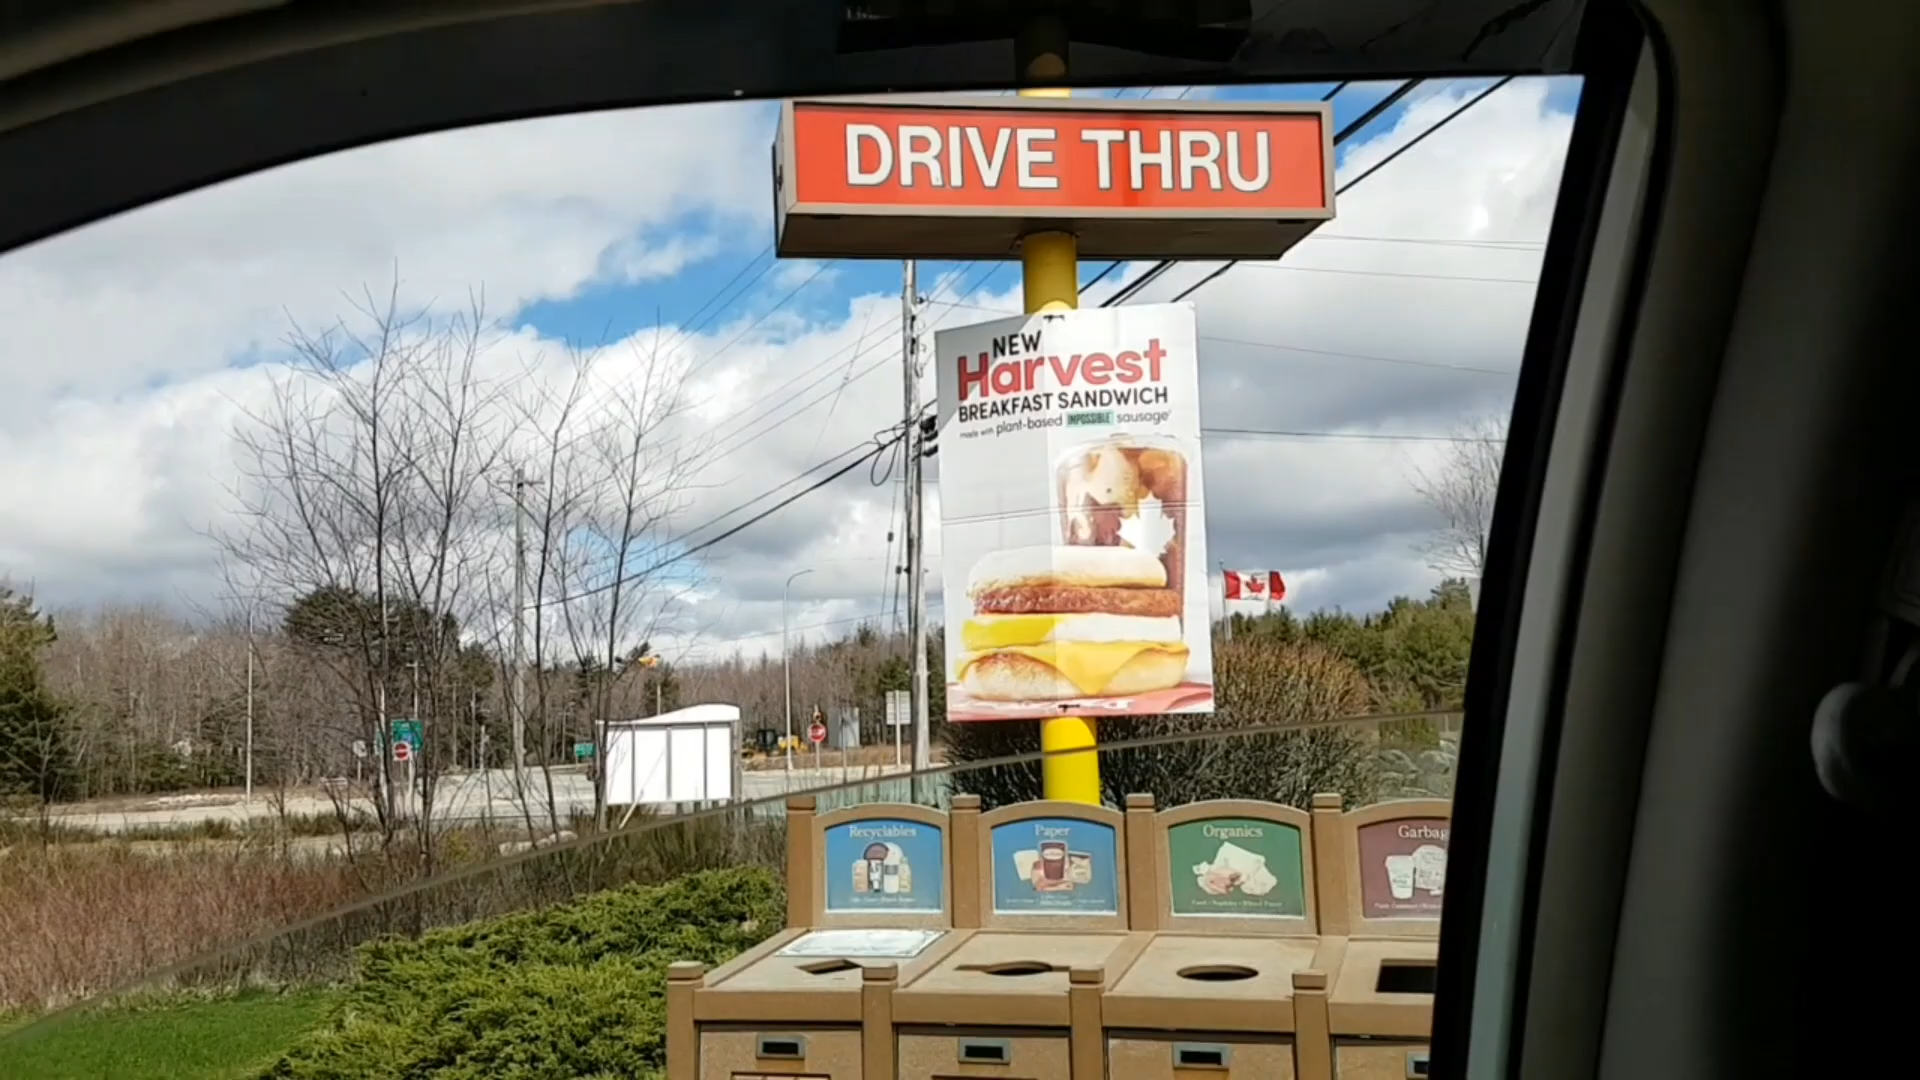 DRIVE THRU
NEW
Harvest
BREAKFAST SANDWICH
made with plant-based IMPOSSIBLE sausage
Recyclables
Paper
Organics
Garbag